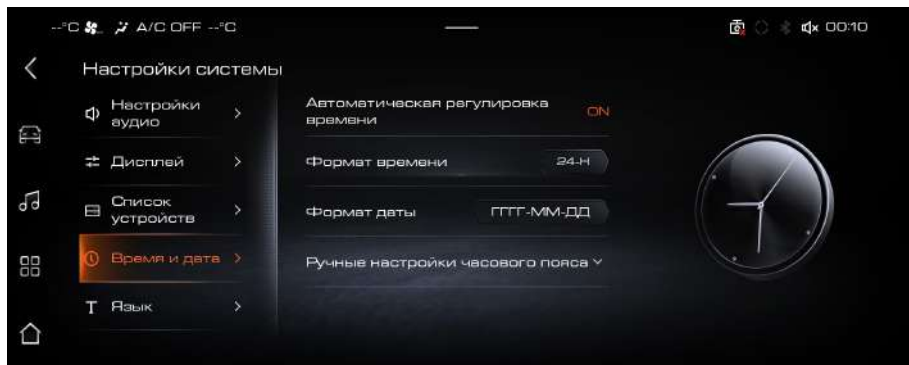 --°C A/C OFF --°C 00:10
Настройки системы
Настройки
аудио
Дисплей
Список
устройств
Время и дата
Язык
Автоматическая регулировка
времени ON
Формат времени 24-H
Формат даты ГГГГ-ММ-ДД
Ручные настройки часового пояса